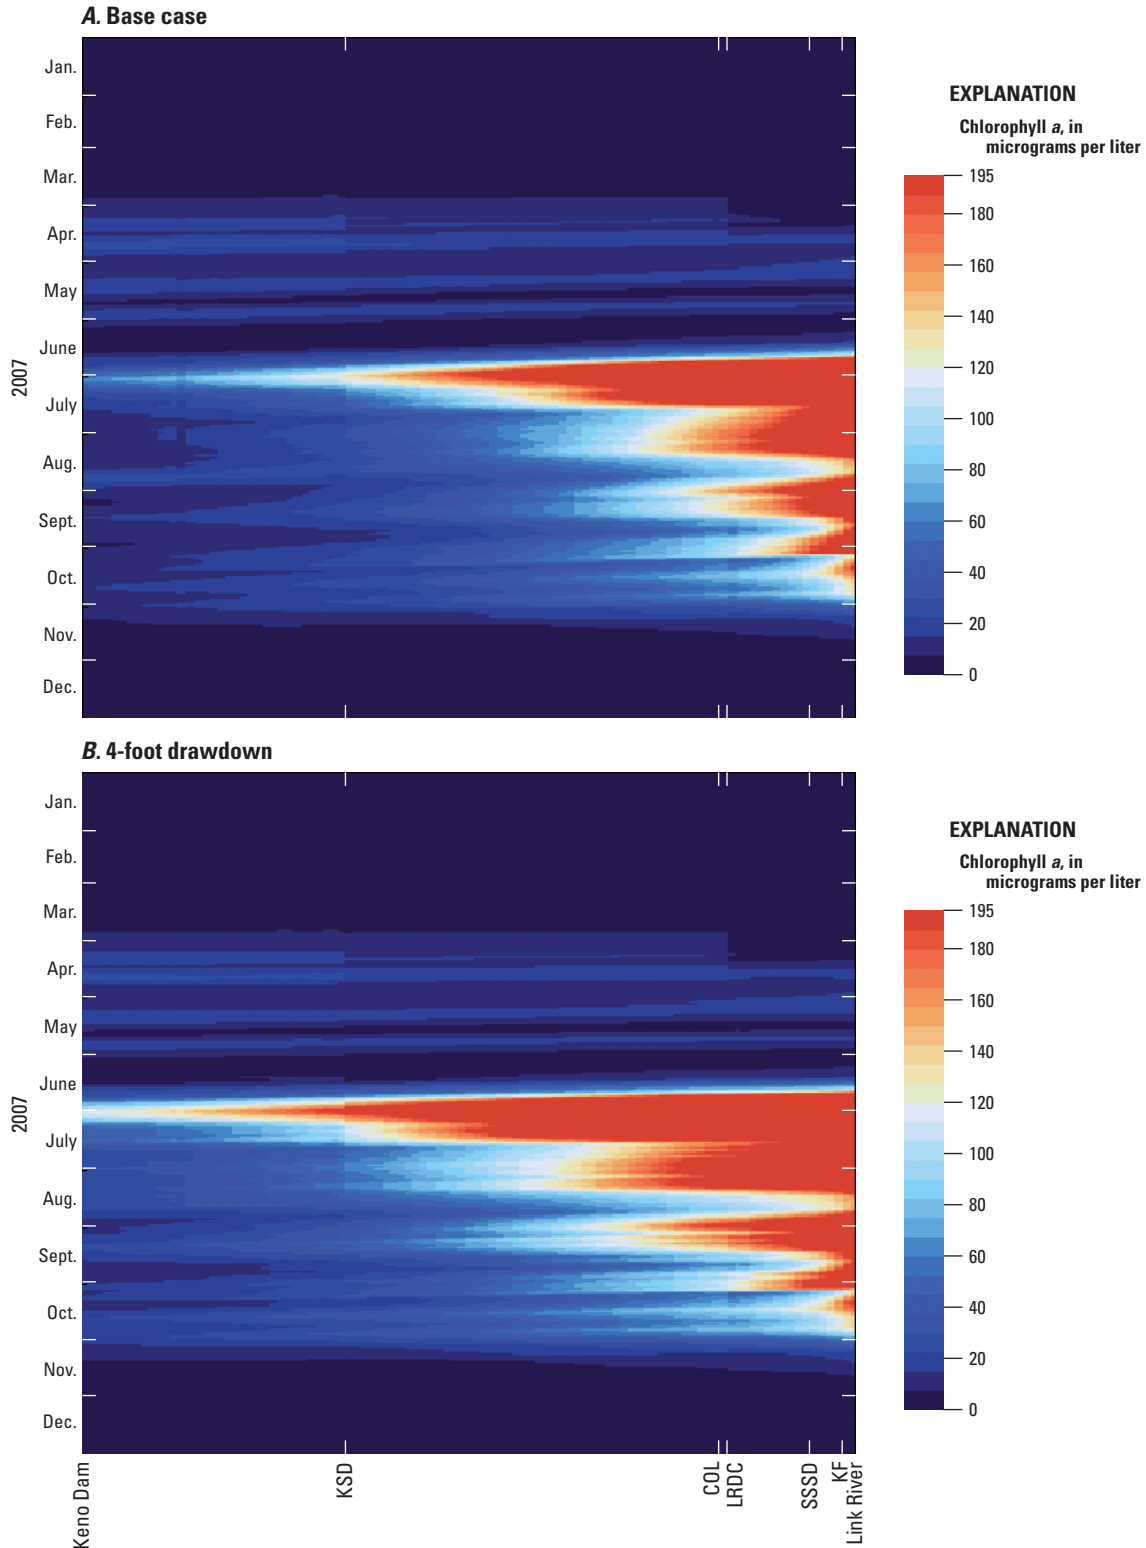 A. Base case
Jan.
Feb.
Mar.
Apr.
May
June
July
Aug.
Sept.
Oct.
Nov.
Dec.
2007
EXPLANATION
Chlorophyll a, in
micrograms per liter
195
180
160
140
120
100
80
60
40
20
0
B. 4-foot drawdown
Jan.
Feb.
Mar.
Apr.
May
June
July
Aug.
Sept.
Oct.
Nov.
Dec.
2007
EXPLANATION
Chlorophyll a, in
micrograms per liter
195
180
160
140
120
100
80
60
40
20
0
Keno Dam
KSD
COL
LRDC
SSSD
KF
Link River